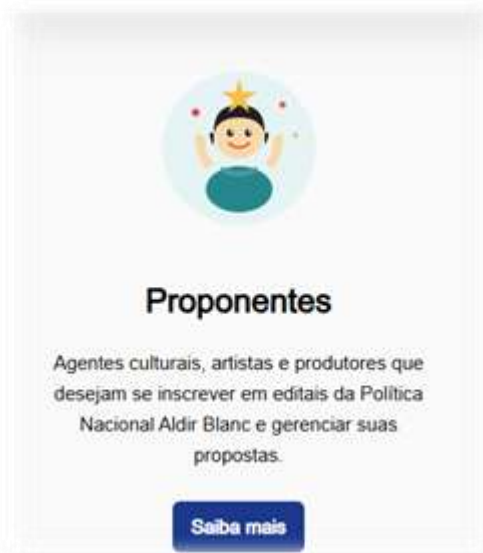 Proponentes
Agentes culturais, artistas e produtores que
desejam se inscrever em editais da Política
Nacional Aldir Blanc e gerenciar suas
propostas.
Saiba mais